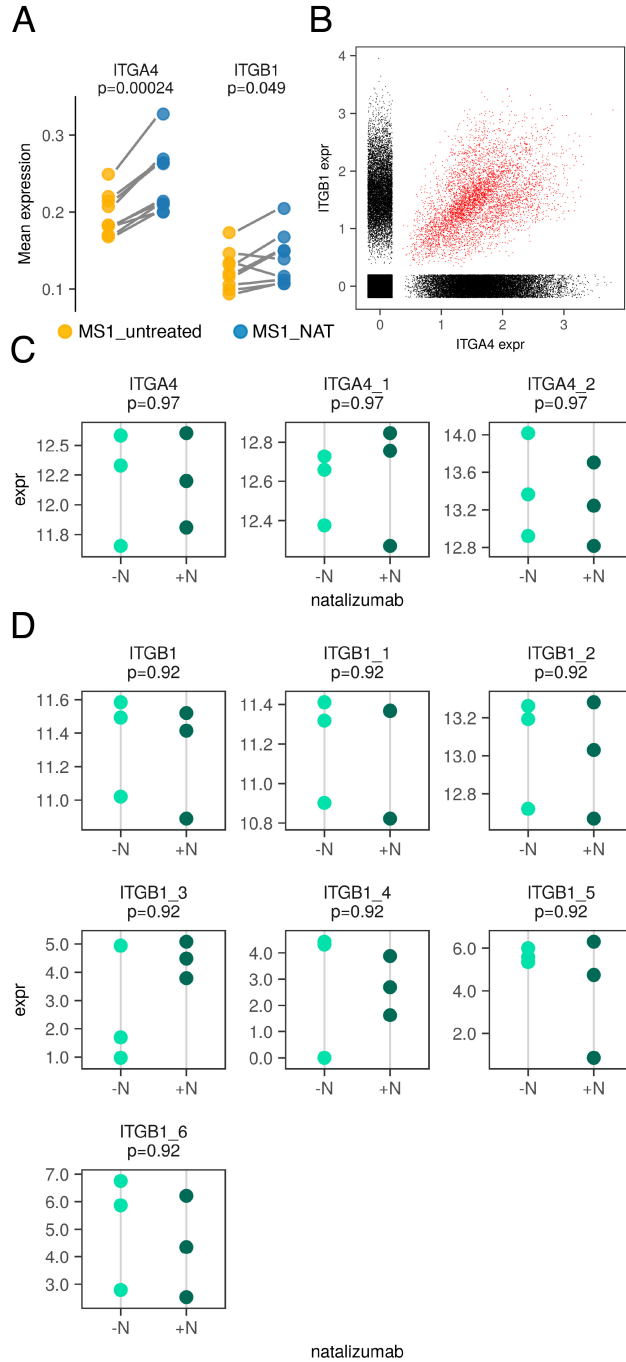 A
B
ITGA4
p=0.00024
ITGB1
p=0.049
Mean expression
0.3
0.2
0.1
MS1_untreated
MS1_NAT
ITGB1 expr
4
3
2
1
0
0
1
2
3
ITGA4 expr
C
ITGA4
p=0.97
ITGA4_1
p=0.97
ITGA4_2
p=0.97
expr
12.5
12.2
12.0
11.8
12.8
12.6
12.4
14.0
13.6
13.2
12.8
-N
+N
-N
+N
-N
+N
natalizumab
D
ITGB1
p=0.92
ITGB1_1
p=0.92
ITGB1_2
p=0.92
11.6
11.4
11.2
11.0
11.4
11.2
11.0
10.8
13.2
13.0
12.8
-N
+N
-N
+N
-N
+N
ITGB1_3
p=0.92
ITGB1_4
p=0.92
ITGB1_5
p=0.92
expr
5.0
4.0
3.0
2.0
1.0
4.0
3.0
2.0
1.0
0.0
6.0
4.0
2.0
-N
+N
-N
+N
-N
+N
ITGB1_6
p=0.92
7.0
6.0
5.0
4.0
3.0
-N
+N
natalizumab